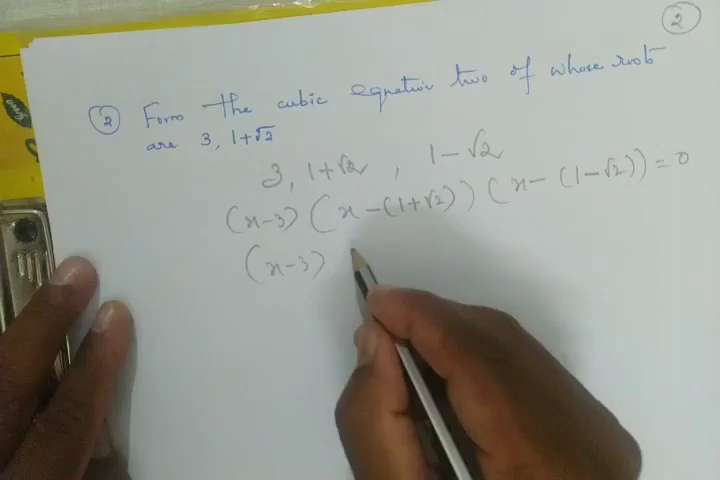 2
(2) Form the cubic equation two of whose roots
are 3, 1+√2
3, 1+√2, 1-√2
(x-3) (x-(1+√2)) (x-(1-√2)) = 0
(x-3)